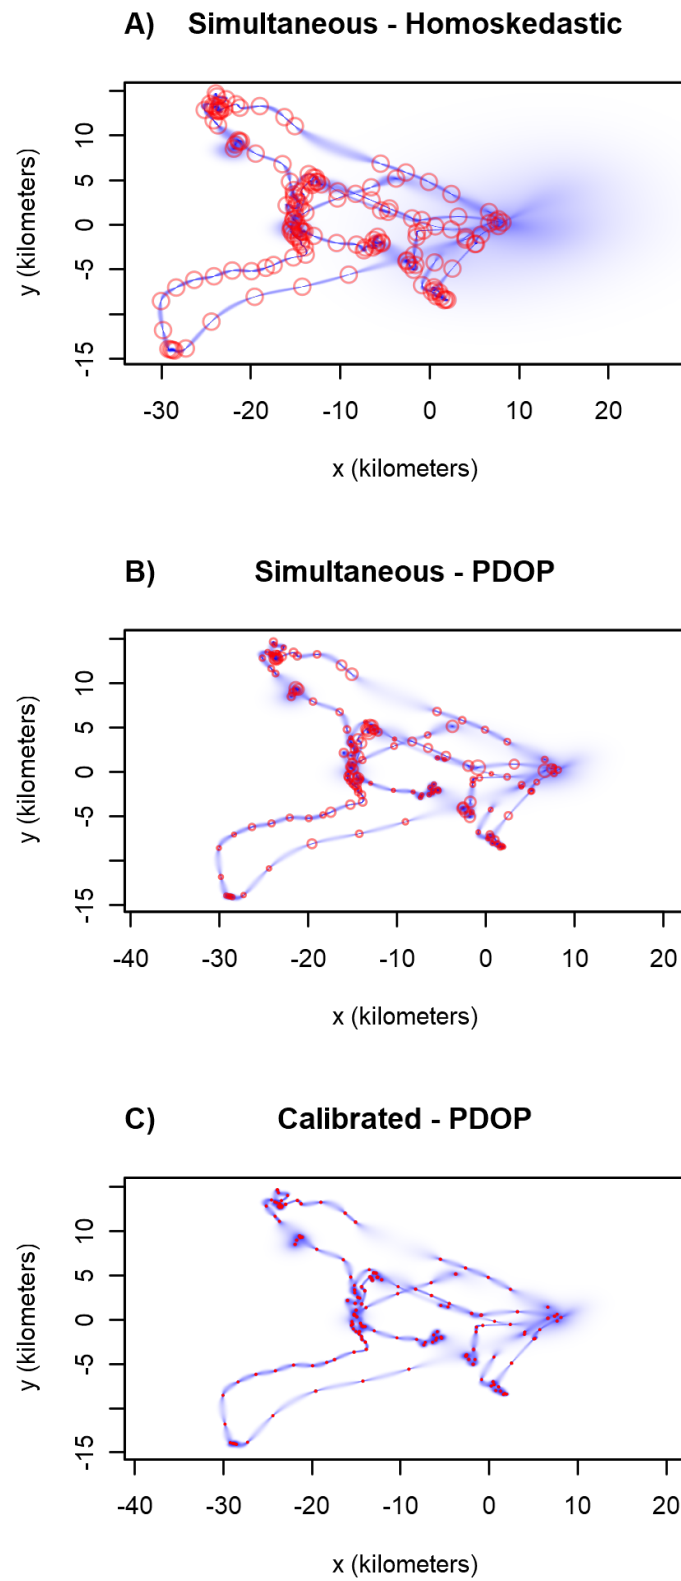 A) Simultaneous - Homoskedastic
10
5
0
-5
-15
y (kilometers)
-30 -20 -10 0 10 20
x (kilometers)
B) Simultaneous - PDOP
10
5
0
-5
-15
y (kilometers)
-40 -30 -20 -10 0 10 20
x (kilometers)
C) Calibrated - PDOP
10
5
0
-5
-15
y (kilometers)
-40 -30 -20 -10 0 10 20
x (kilometers)